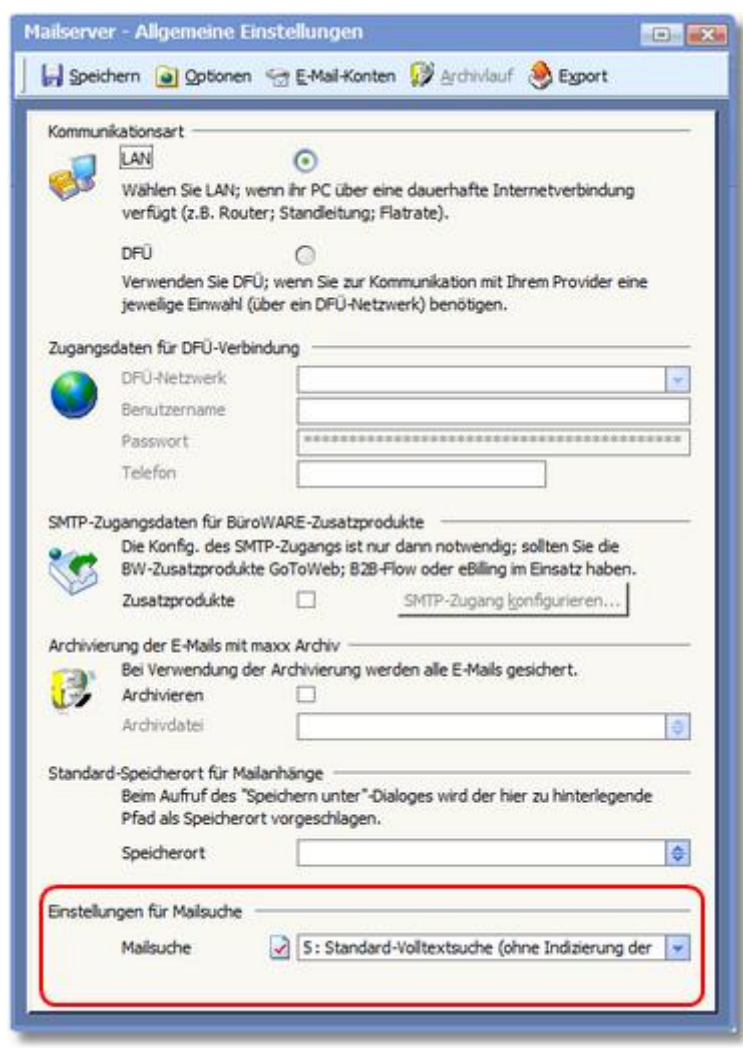 Mailserver - Allgemeine Einstellungen
Speichern Optionen E-Mail-Konten Archivlauf Export
Kommunikationsart
LAN
Wählen Sie LAN; wenn ihr PC über eine dauerhafte Internetverbindung
verfügt (z.B. Router; Standleitung; Flatrate).
DFÜ
Verwenden Sie DFÜ; wenn Sie zur Kommunikation mit Ihrem Provider eine
jeweilige Einwahl (über ein DFÜ-Netzwerk) benötigen.
Zugangsdaten für DFÜ-Verbindung
DFÜ-Netzwerk
Benutzername
Passwort
Telefon
SMTP-Zugangsdaten für BüroWARE-Zusatzprodukte
Die Konfig. des SMTP-Zugangs ist nur dann notwendig; sollten Sie die
BW-Zusatzprodukte GoToWeb; B2B-Flow oder eBilling im Einsatz haben.
Zusatzprodukte SMTP-Zugang konfigurieren...
Archivierung der E-Mails mit maxx Archiv
Bei Verwendung der Archivierung werden alle E-Mails gesichert.
Archivieren
Archivdatei
Standard-Speicherort für Mailanhänge
Beim Aufruf des "Speichern unter"-Dialoges wird der hier zu hinterlegende
Pfad als Speicherort vorgeschlagen.
Speicherort
Einstellungen für Mailsuche
Mailsuche S: Standard-Volltextsuche (ohne Indizierung der